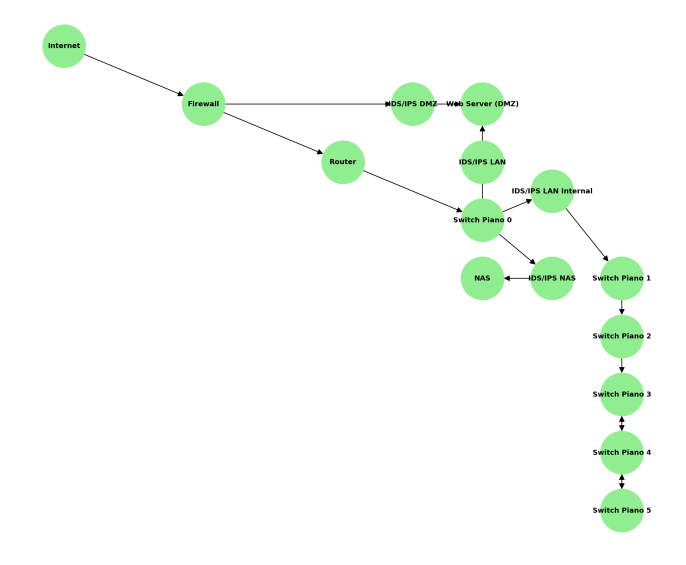 Internet
Firewall
IDS/IPS DMZ
Web Server (DMZ)
Router
IDS/IPS LAN
IDS/IPS LAN Internal
Switch Piano 0
NAS
IDS/IPS NAS
Switch Piano 1
Switch Piano 2
Switch Piano 3
Switch Piano 4
Switch Piano 5